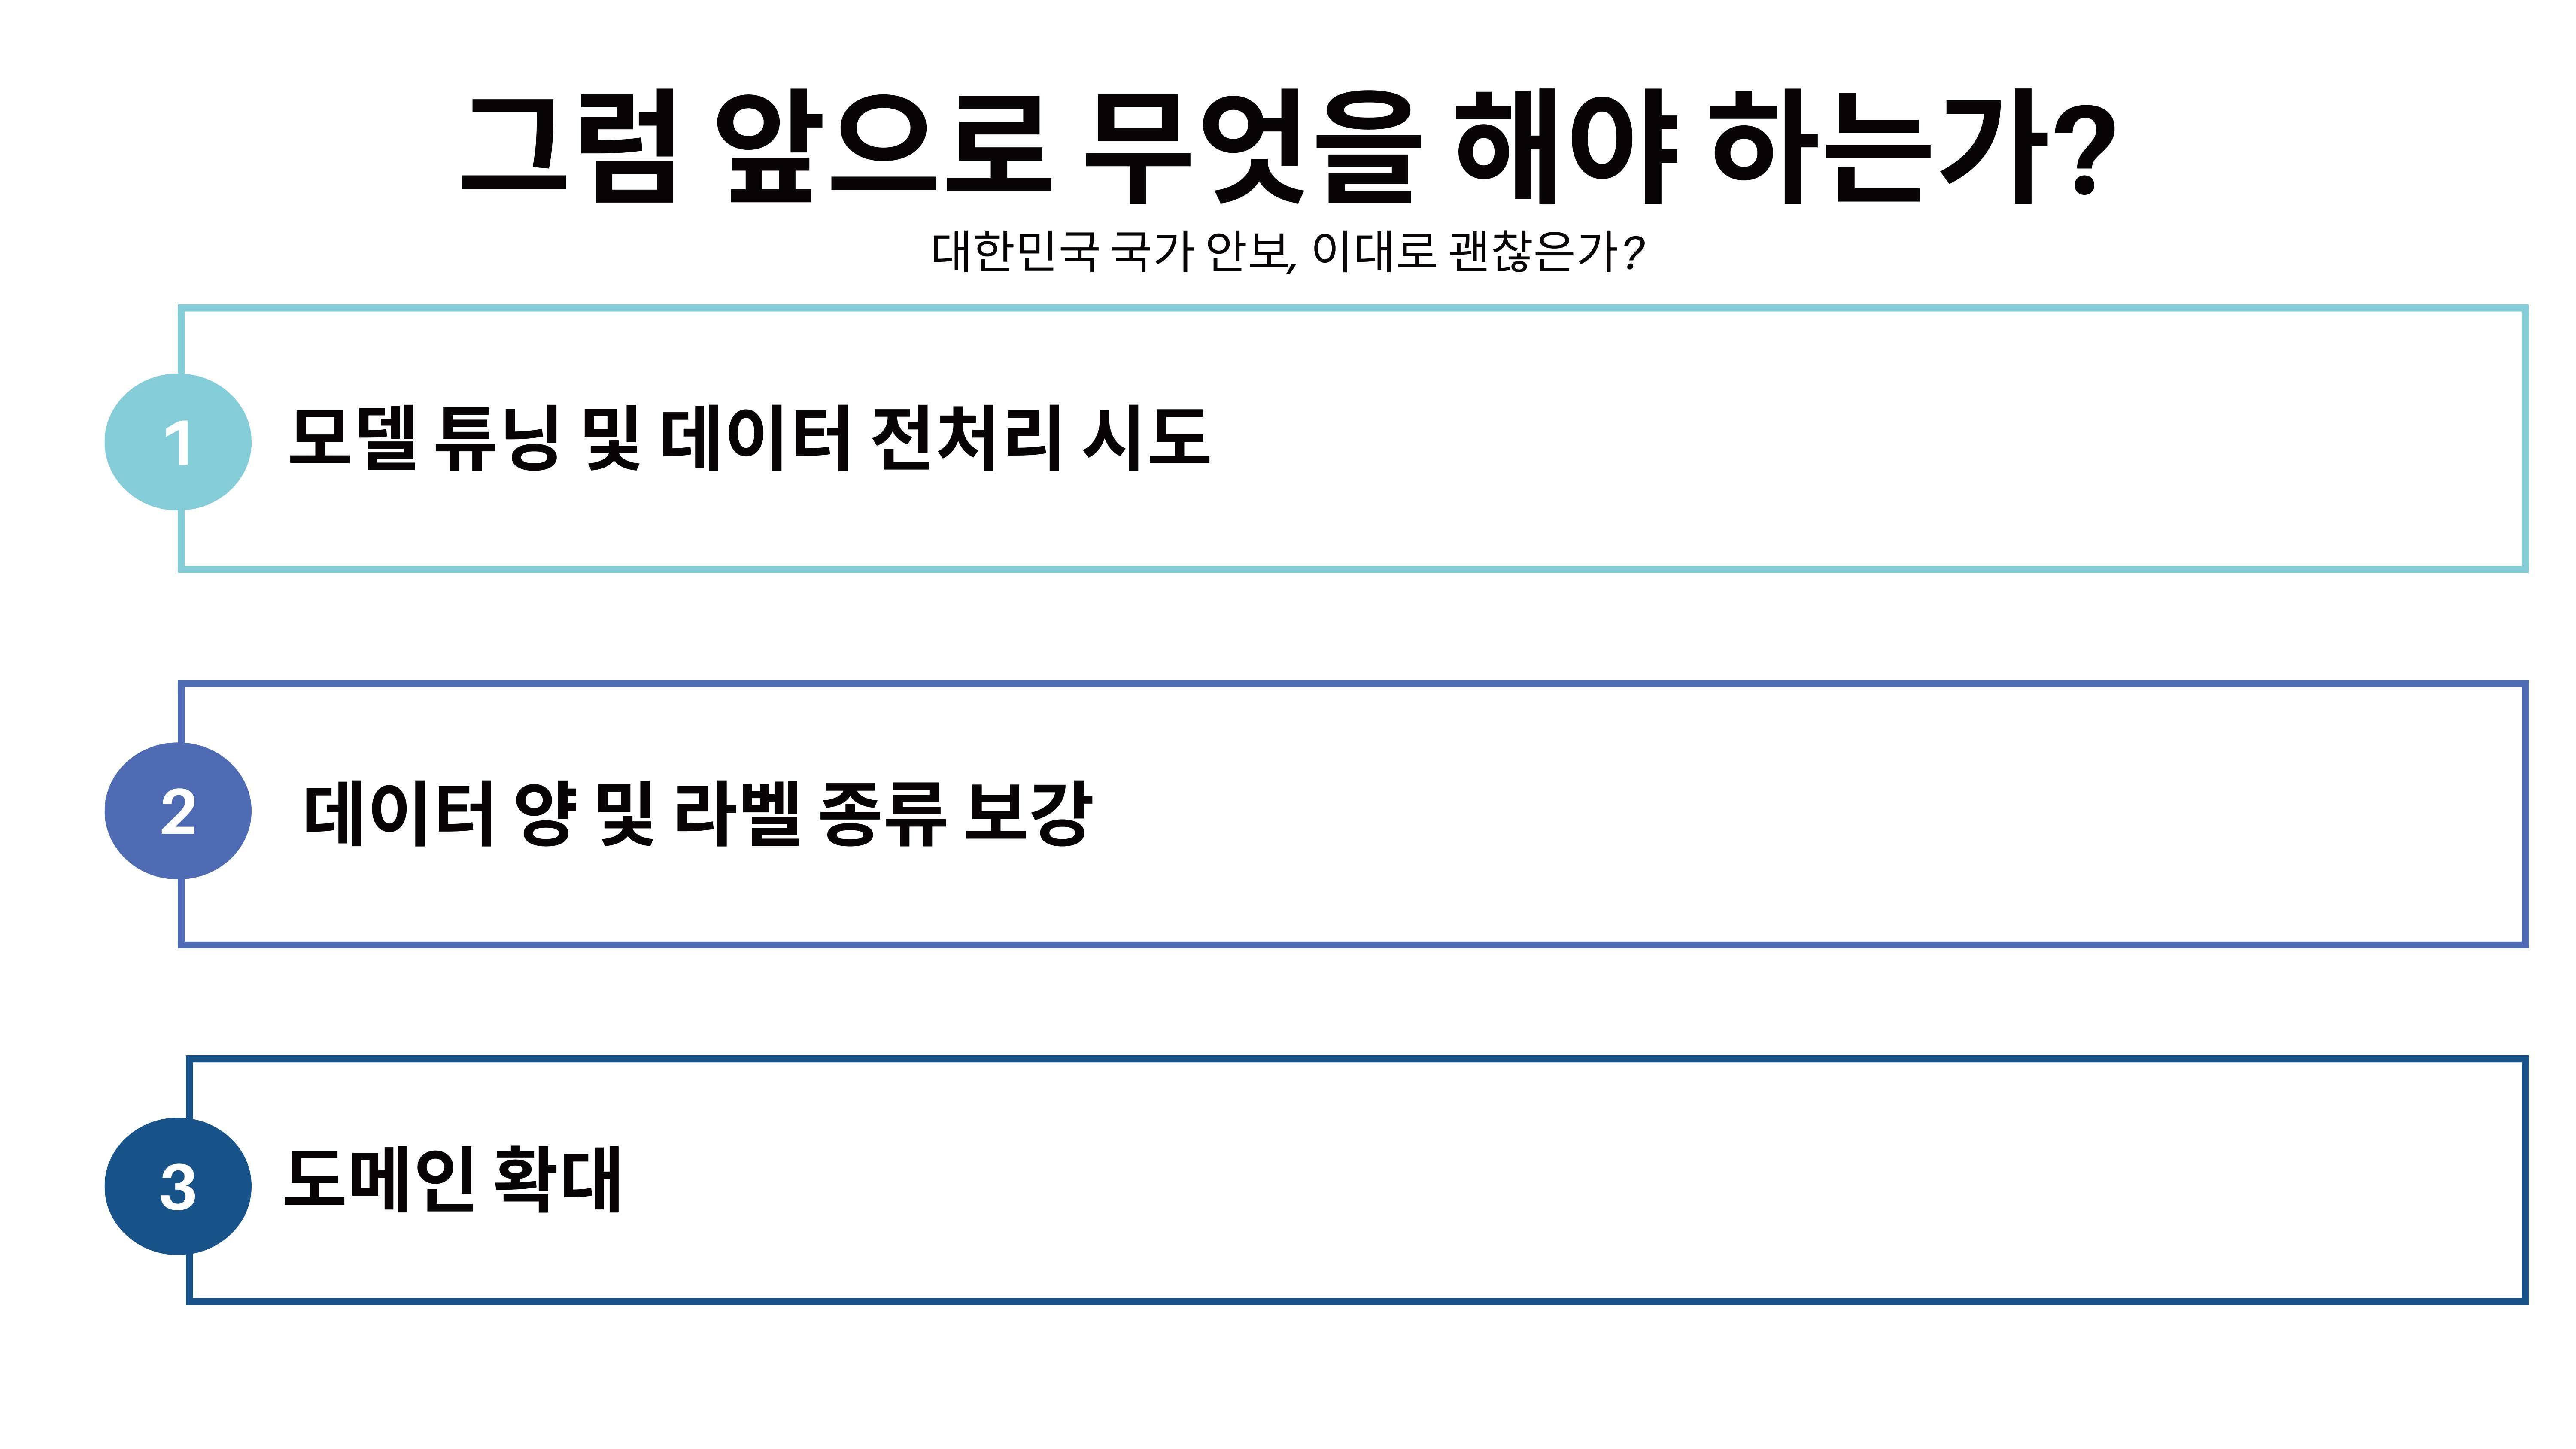 그럼 앞으로 무엇을 해야 하는가?
대한민국 국가 안보, 이대로 괜찮은가?
1 모델 튜닝 및 데이터 전처리 시도
2 데이터 양 및 라벨 종류 보강
3 도메인 확대